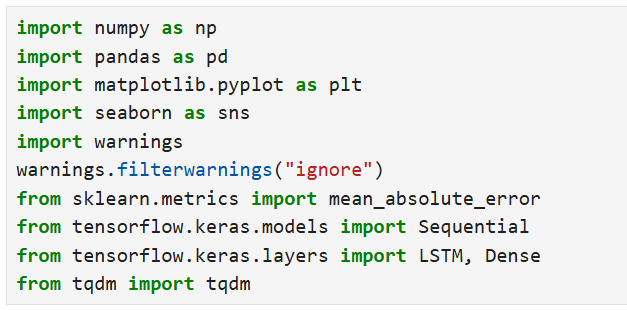 import numpy as np
import pandas as pd
import matplotlib.pyplot as plt
import seaborn as sns
import warnings
warnings.filterwarnings("ignore")
from sklearn.metrics import mean_absolute_error
from tensorflow.keras.models import Sequential
from tensorflow.keras.layers import LSTM, Dense
from tqdm import tqdm